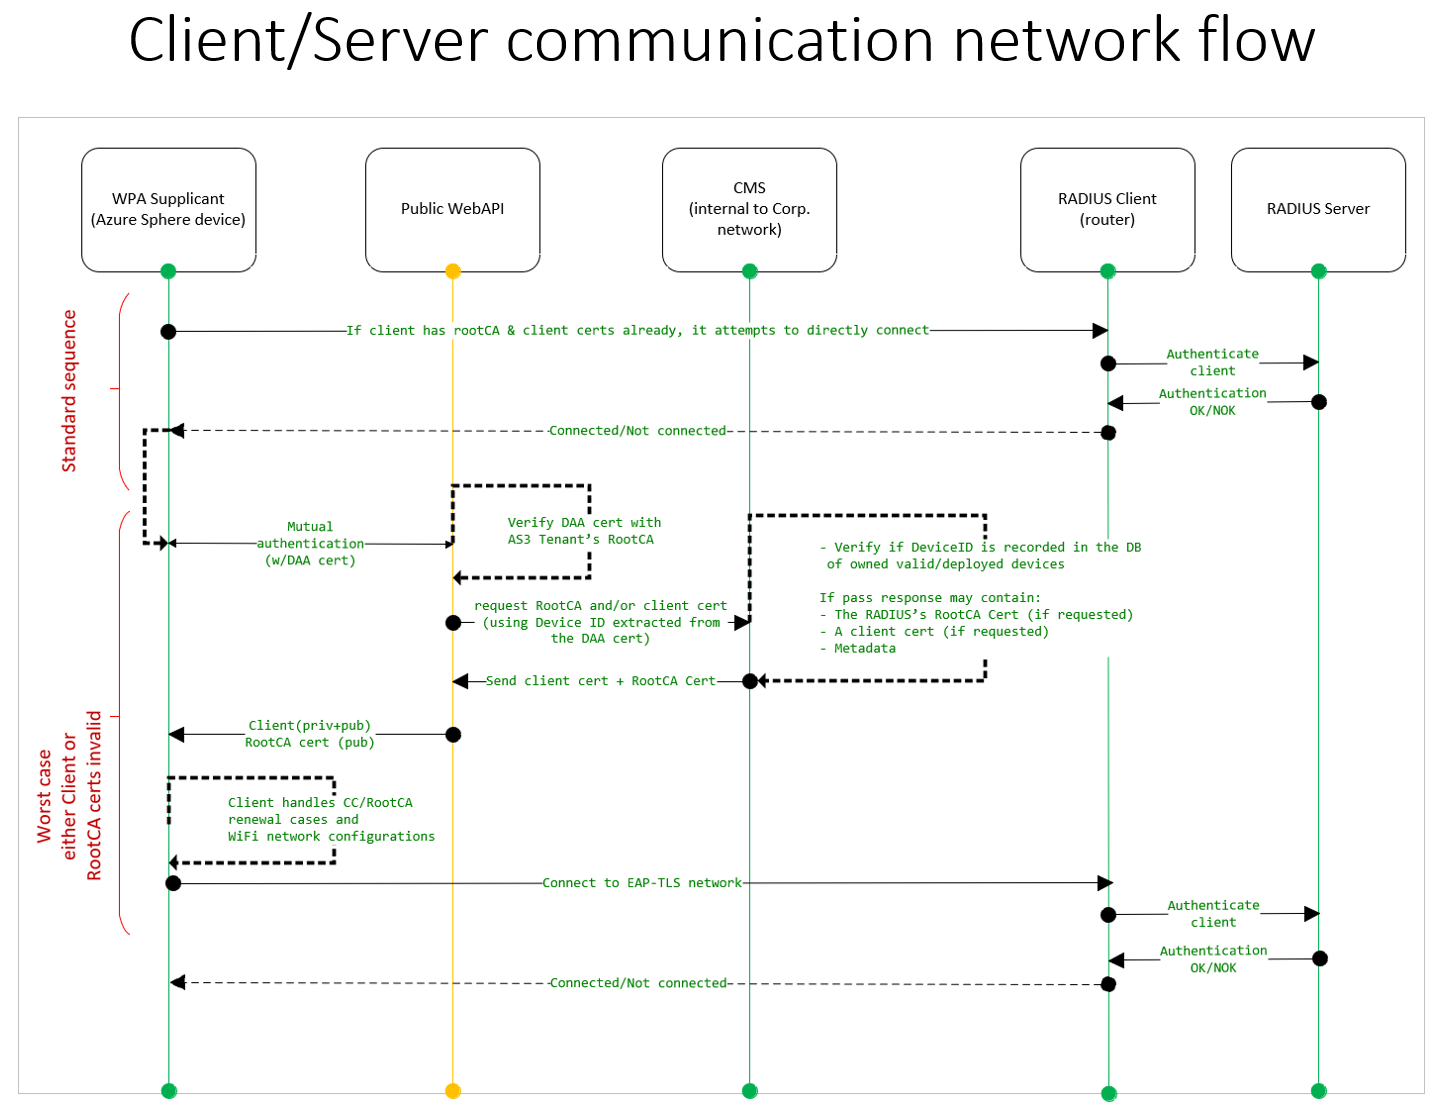 Client/Server communication network flow
WPA Supplicant
(Azure Sphere device)
Public WebAPI
CMS
(internal to Corp.
network)
RADIUS Client
(router)
RADIUS Server
Standard sequence
If client has rootCA & client certs already, it attempts to directly connect
Authenticate
client
Authentication
OK/NOK
Connected/Not connected
Worst case
either Client or
RootCA certs invalid
Mutual
authentication
(w/DAA cert)
Verify DAA cert with
AS3 Tenant’s RootCA
- Verify if DeviceID is recorded in the DB
of owned valid/deployed devices
If pass response may contain:
- The RADIUS’s RootCA Cert (if requested)
- A client cert (if requested)
- Metadata
request RootCA and/or client cert
(using Device ID extracted from
the DAA cert)
Send client cert + RootCA Cert
Client(priv+pub)
RootCA cert (pub)
Client handles CC/RootCA
renewal cases and
WiFi network configurations
Connect to EAP-TLS network
Authenticate
client
Authentication
OK/NOK
Connected/Not connected